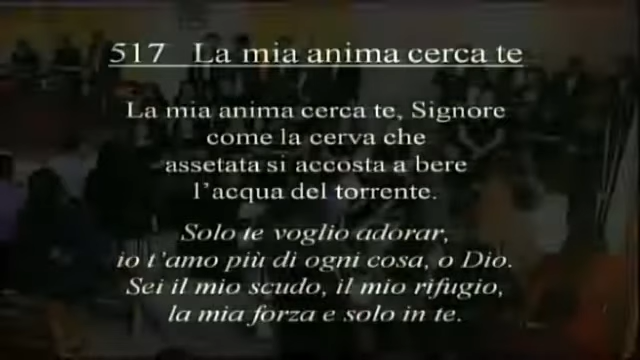 517 La mia anima cerca te
La mia anima cerca te, Signore
come la cerva che
assetata si accosta a bere
l'acqua del torrente.
Solo te voglio adorar,
io t'amo più di ogni cosa, o Dio.
Sei il mio scudo, il mio rifugio,
la mia forza e solo in te.